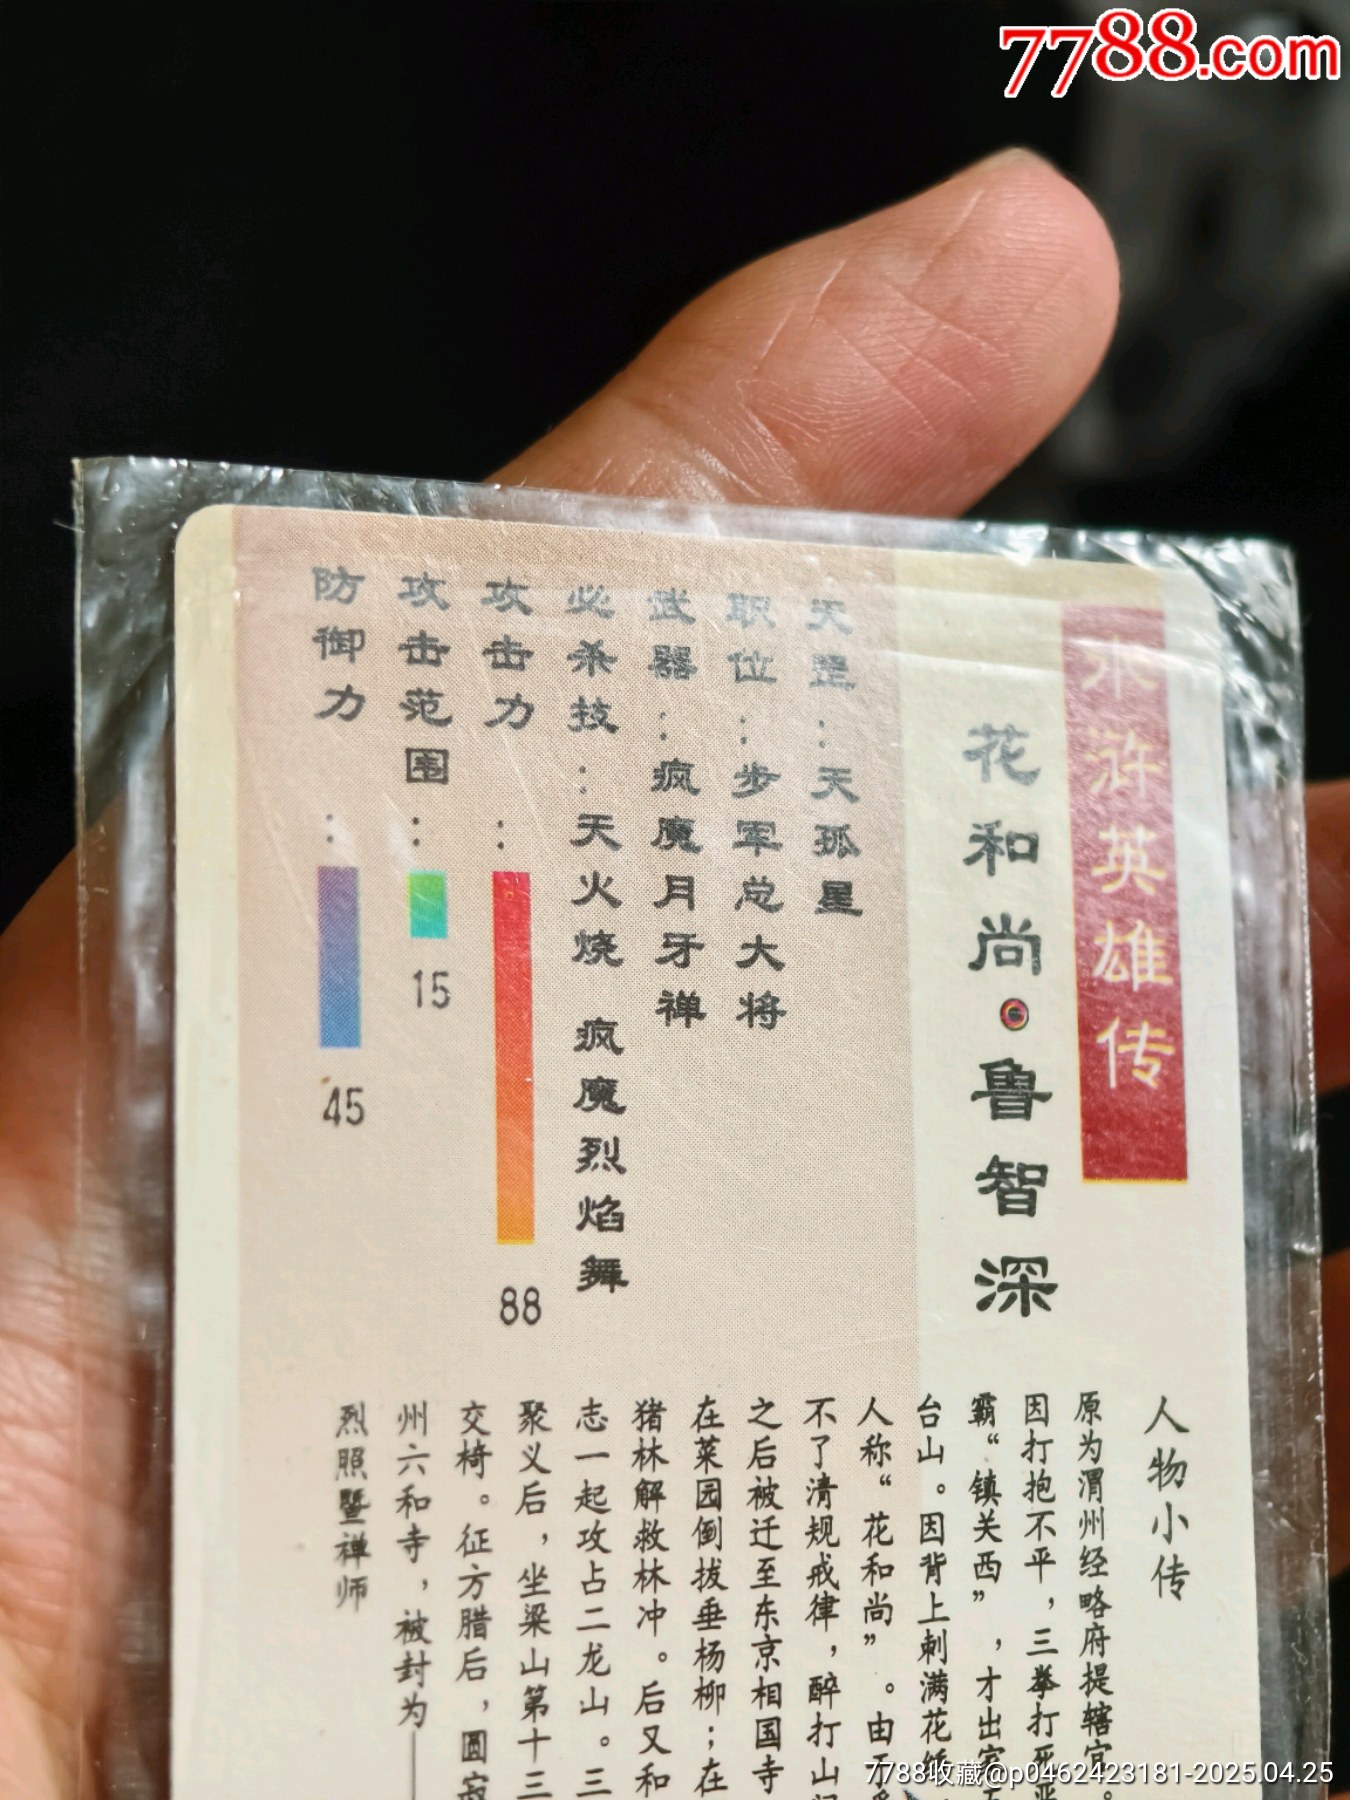 7788.com
水浒英雄传
花和尚·鲁智深
天罡:天孤星
职位:步军总大将
武器:疯魔月牙禅
必杀技:天火烧 疯魔烈焰舞
攻击力: 88
攻击范围: 15
防御力: 45
人物小传
原为渭州经略府提辖官。
因打抱不平，三拳打死
霸“镇关西”，才出家
台山。因背上刺满花
人称“花和尚”。由于
不了清规戒律，醉打山
之后被迁至东京相国寺
在菜园倒拔垂杨柳；在
猪林解救林冲。后又和
志一起攻占二龙山。三
聚义后，坐梁山第十三
交椅。征方腊后，圆寂
州六和寺，被封为——
烈照暨禅师
7788收藏@p0462423181-2025.04.25